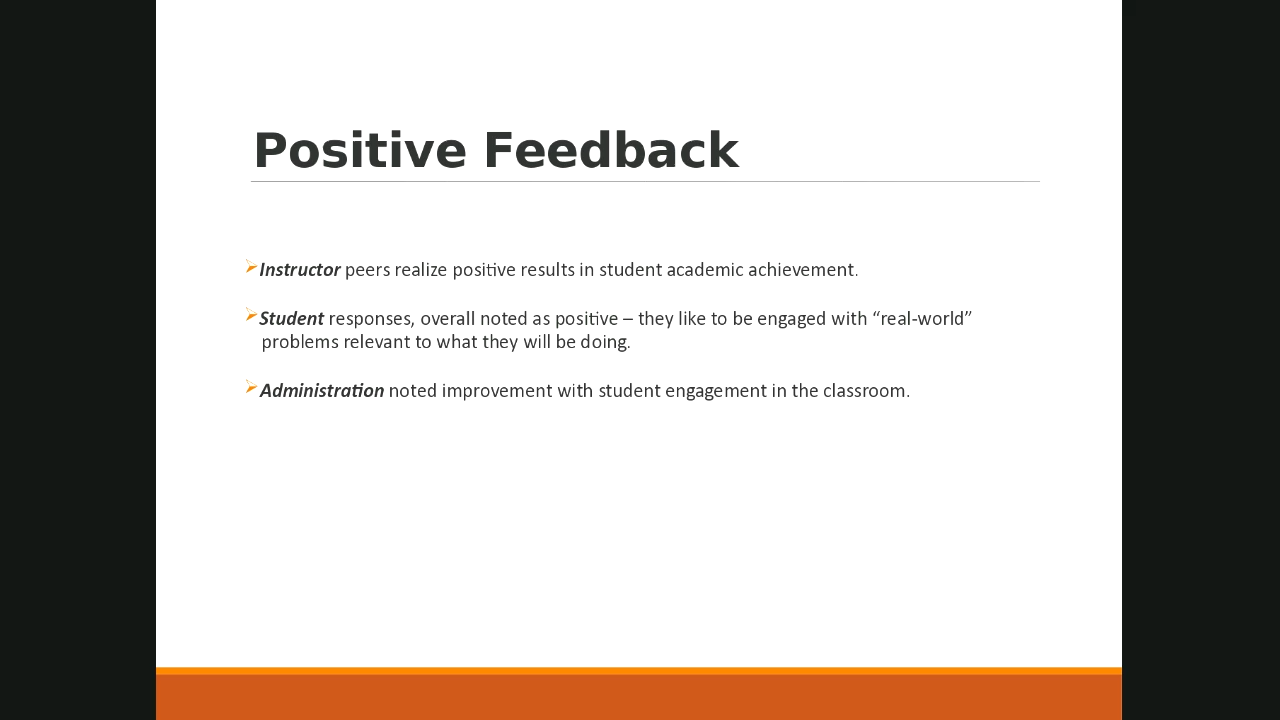 Positive Feedback
Instructor peers realize positive results in student academic achievement.
Student responses, overall noted as positive – they like to be engaged with “real-world”
problems relevant to what they will be doing.
Administration noted improvement with student engagement in the classroom.